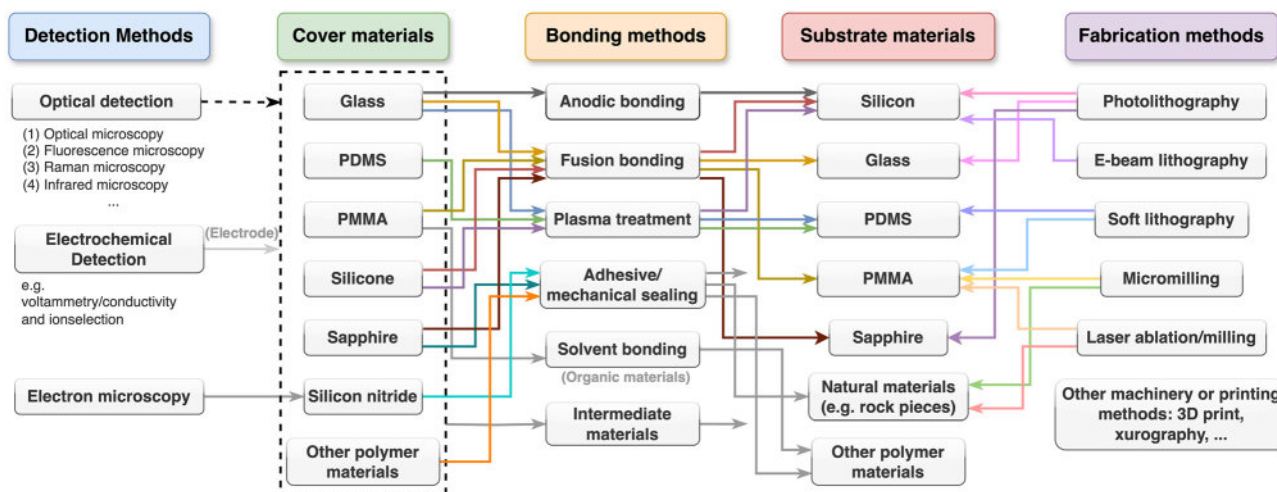 Detection Methods
Cover materials
Bonding methods
Substrate materials
Fabrication methods
Optical detection
(1) Optical microscopy
(2) Fluorescence microscopy
(3) Raman microscopy
(4) Infrared microscopy
...
Electrochemical
Detection
(Electrode)
e.g.
voltammetry/conductivity
and ionselection
Electron microscopy
Glass
PDMS
PMMA
Silicone
Sapphire
Silicon nitride
Other polymer
materials
Anodic bonding
Fusion bonding
Plasma treatment
Adhesive/
mechanical sealing
Solvent bonding
(Organic materials)
Intermediate
materials
Silicon
Glass
PDMS
PMMA
Sapphire
Natural materials
(e.g. rock pieces)
Other polymer
materials
Photolithography
E-beam lithography
Soft lithography
Micromilling
Laser ablation/milling
Other machinery or printing
methods: 3D print,
xurography, ...